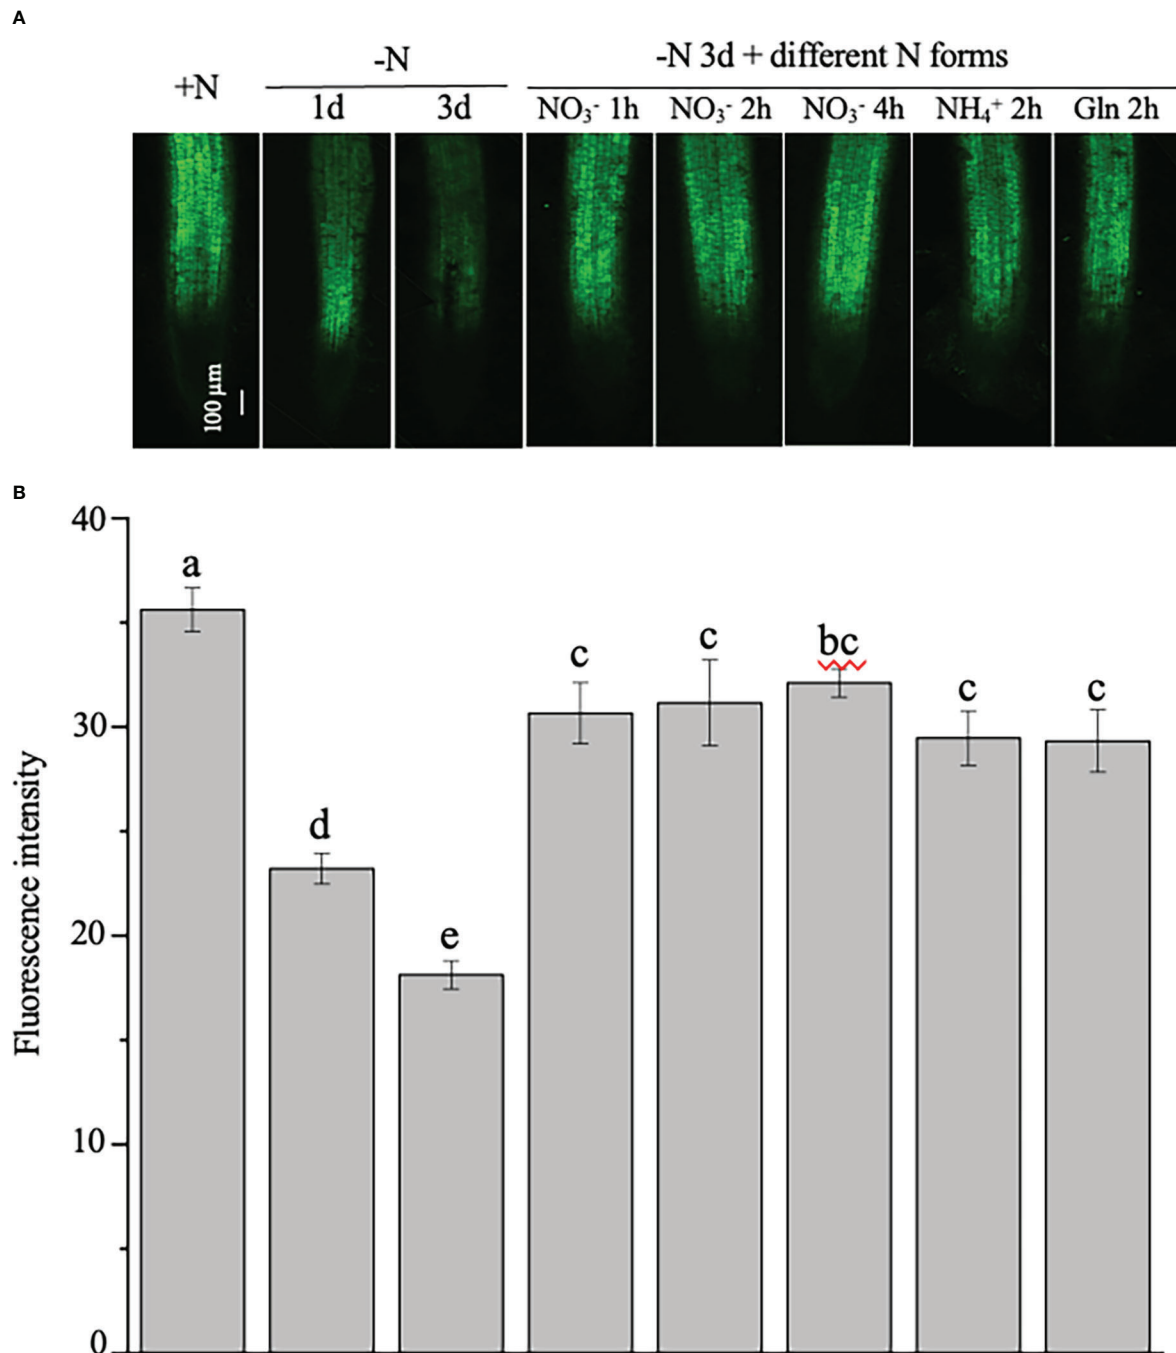 A
+N
-N
-N 3d + different N forms
1d
3d
NO₃⁻ 1h
NO₃⁻ 2h
NO₃⁻ 4h
NH₄⁺ 2h
Gln 2h
100 µm
B
Fluorescence intensity
40
30
20
10
0
a
d
e
c
c
bc
c
c